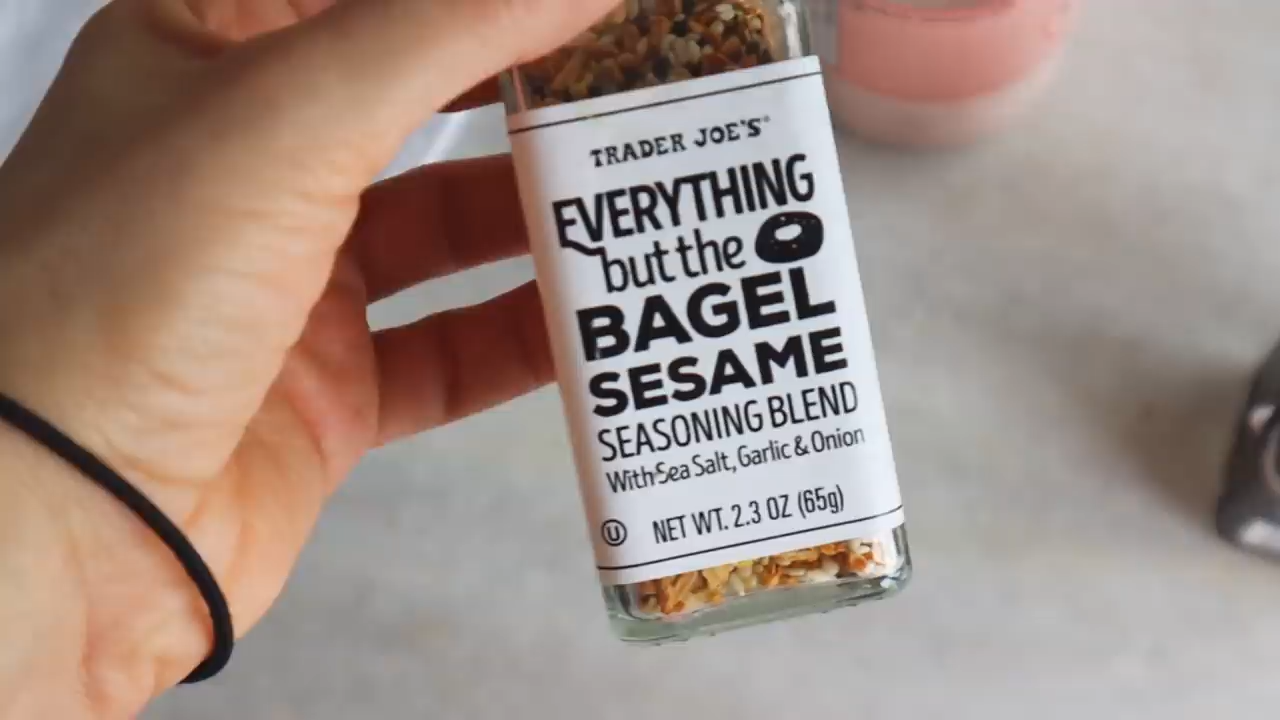 TRADER JOE'S®
EVERYTHING
but the
BAGEL
SESAME
SEASONING BLEND
With Sea Salt, Garlic & Onion
U NET WT. 2.3 OZ (65g)